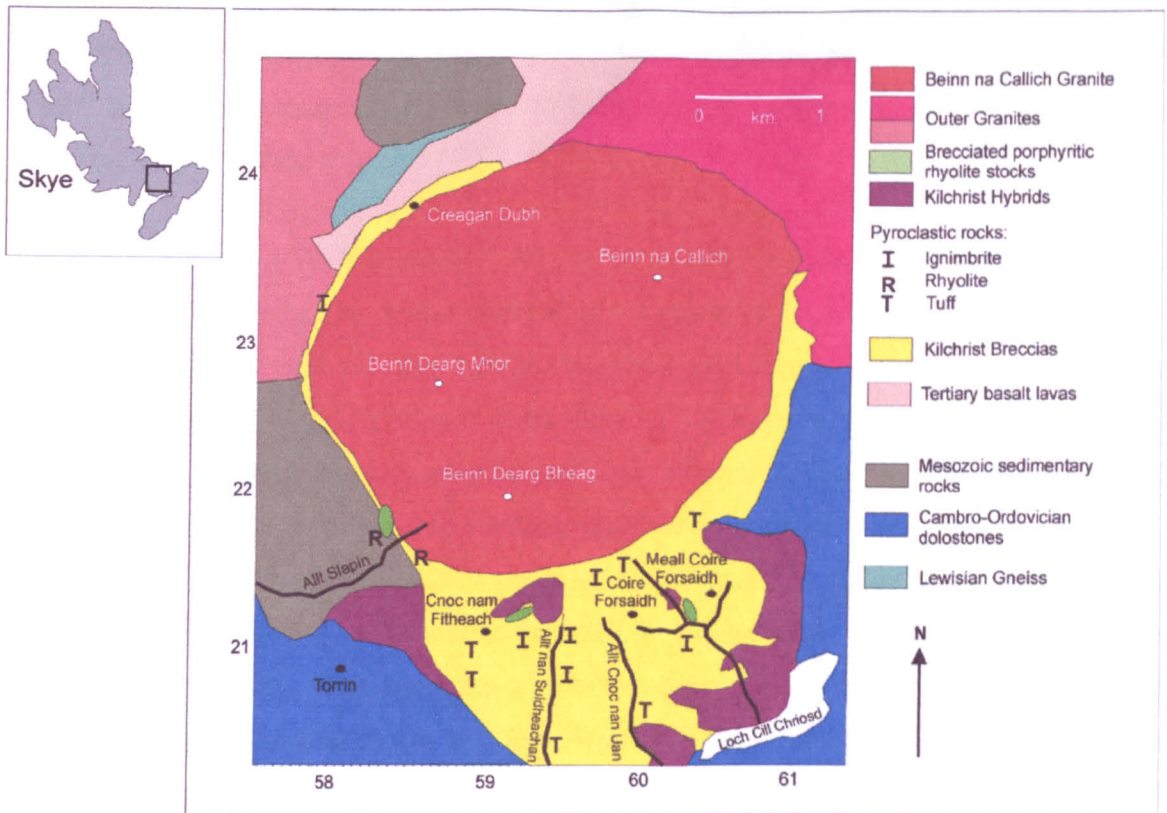 Skye
24
23
22
21
58
59
60
61
0 km 1
Creagan Dubh
Beinn na Callich
I
Beinn Dearg Mhor
Beinn Dearg Bheag
R
R
Allt Slapin
T
T
I
Meall Coire
Forsaidh
Coire
Forsaidh
Cnoc nam
Fitheach
I
I
I
T
T
I
T
T
Allt nan Suidheachan
Allt Cnoc nan Uan
Torrin
Loch Cill Chriosd
N
Beinn na Callich Granite
Outer Granites
Brecciated porphyritic
rhyolite stocks
Kilchrist Hybrids
Pyroclastic rocks:
I Ignimbrite
R Rhyolite
T Tuff
Kilchrist Breccias
Tertiary basalt lavas
Mesozoic sedimentary
rocks
Cambro-Ordovician
dolostones
Lewisian Gneiss